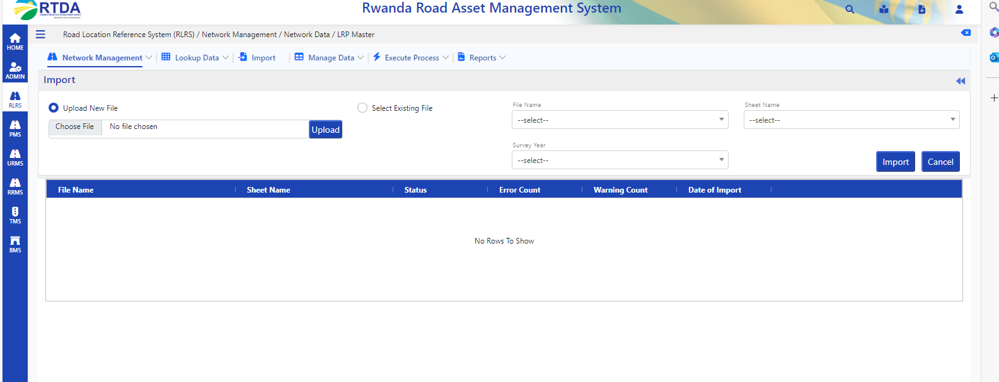 RTDA
Rwanda Road Asset Management System
HOME
ADMIN
RLRS
PMS
URMS
RRMS
TMS
BMS
Road Location Reference System (RLRS) / Network Management / Network Data / LRP Master
Network Management Lookup Data Import Manage Data Execute Process Reports
Import
Upload New File Select Existing File
Choose File No file chosen Upload
File Name Sheet Name
--select-- --select--
Survey Year
--select--
Import Cancel
File Name Sheet Name Status Error Count Warning Count Date of Import
No Rows To Show